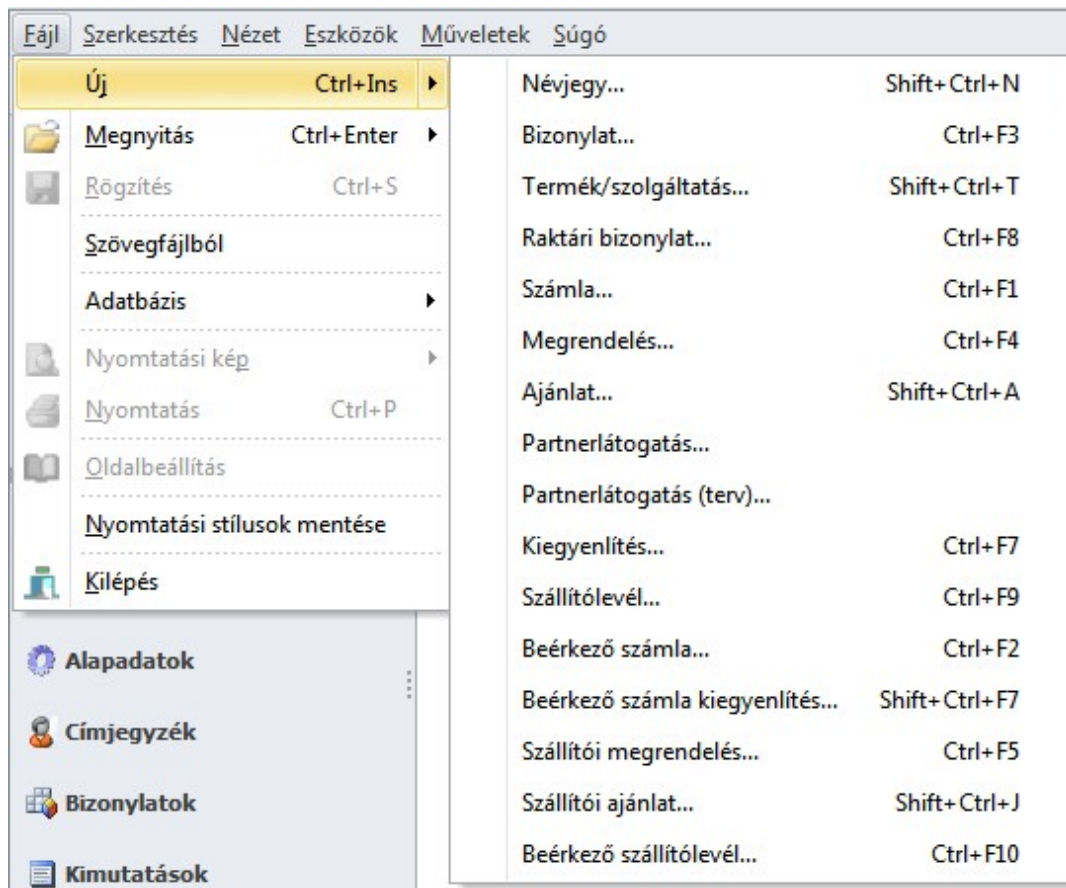 Fájl Szerkesztés Nézet Eszközök Műveletek Súgó
Új Ctrl+Ins
Megnyitás Ctrl+Enter
Rögzítés Ctrl+S
Szövegfájlból
Adatbázis
Nyomtatási kép
Nyomtatás Ctrl+P
Oldalbeállítás
Nyomtatási stílusok mentése
Kilépés
Névjegy... Shift+Ctrl+N
Bizonylat... Ctrl+F3
Termék/szolgáltatás... Shift+Ctrl+T
Raktári bizonylat... Ctrl+F8
Számla... Ctrl+F1
Megrendelés... Ctrl+F4
Ajánlat... Shift+Ctrl+A
Partnerlátogatás...
Partnerlátogatás (terv)...
Kiegyenlítés... Ctrl+F7
Szállítólevél... Ctrl+F9
Beérkező számla... Ctrl+F2
Beérkező számla kiegyenlítés... Shift+Ctrl+F7
Szállítói megrendelés... Ctrl+F5
Szállítói ajánlat... Shift+Ctrl+J
Beérkező szállítólevél... Ctrl+F10
Alapadatok
Címjegyzék
Bizonylatok
Kimutatások